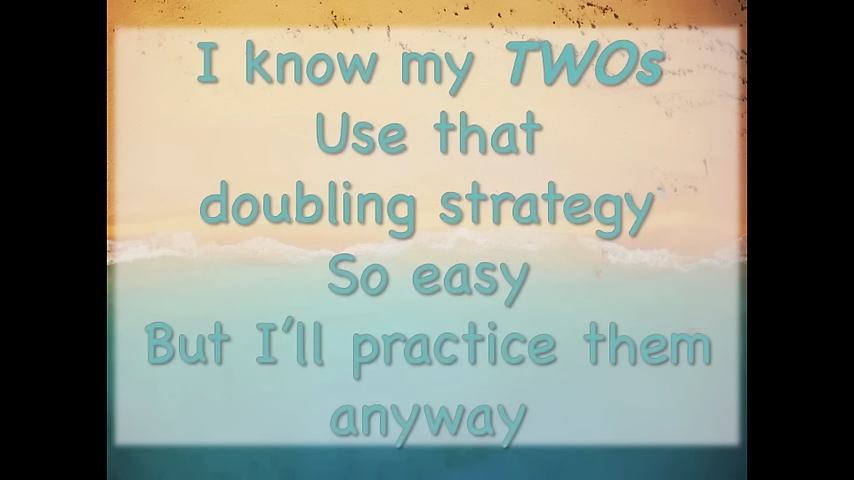 I know my TWOs
Use that
doubling strategy
So easy
But I'll practice them
anyway